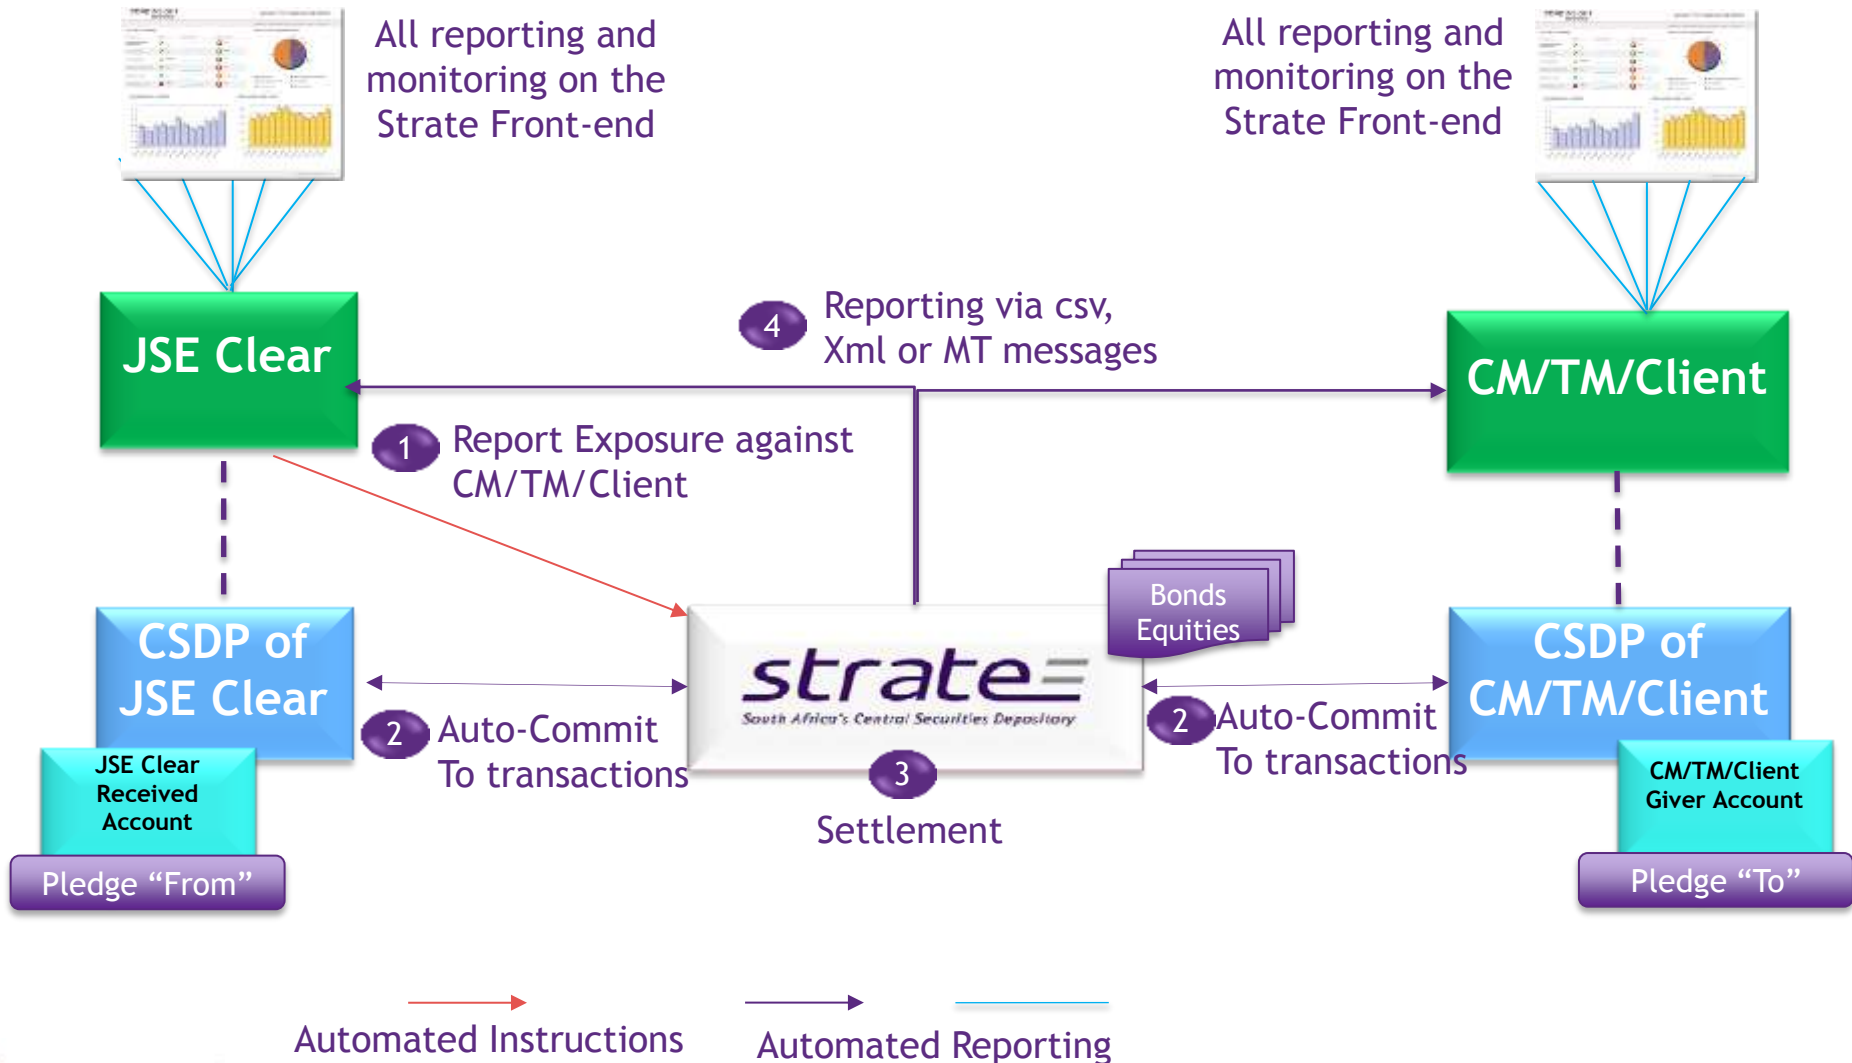 All reporting and
monitoring on the
Strate Front-end
All reporting and
monitoring on the
Strate Front-end
JSE Clear
4
Reporting via csv,
Xml or MT messages
CM/TM/Client
1
Report Exposure against
CM/TM/Client
Bonds
Equities
CSDP of
JSE Clear
strate
South Africa's Central Securities Depository
CSDP of
CM/TM/Client
2
Auto-Commit
To transactions
2
Auto-Commit
To transactions
3
Settlement
JSE Clear
Received
Account
CM/TM/Client
Giver Account
Pledge “From”
Pledge “To”
Automated Instructions
Automated Reporting